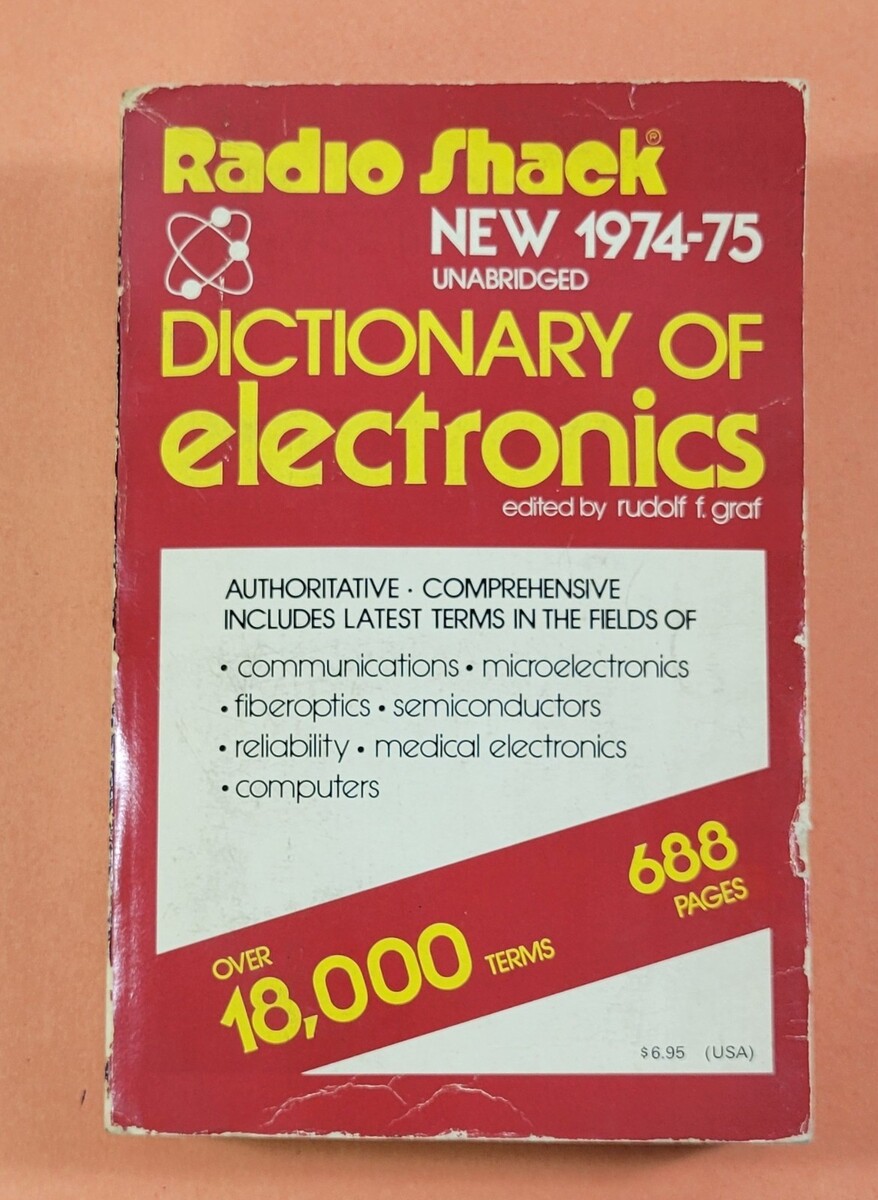 Radio Shack®
NEW 1974-75
UNABRIDGED
DICTIONARY OF
electronics
edited by rudolf f. graf
AUTHORITATIVE · COMPREHENSIVE
INCLUDES LATEST TERMS IN THE FIELDS OF
• communications • microelectronics
• fiberoptics • semiconductors
• reliability • medical electronics
• computers
688
PAGES
OVER
18,000 TERMS
$6.95 (USA)